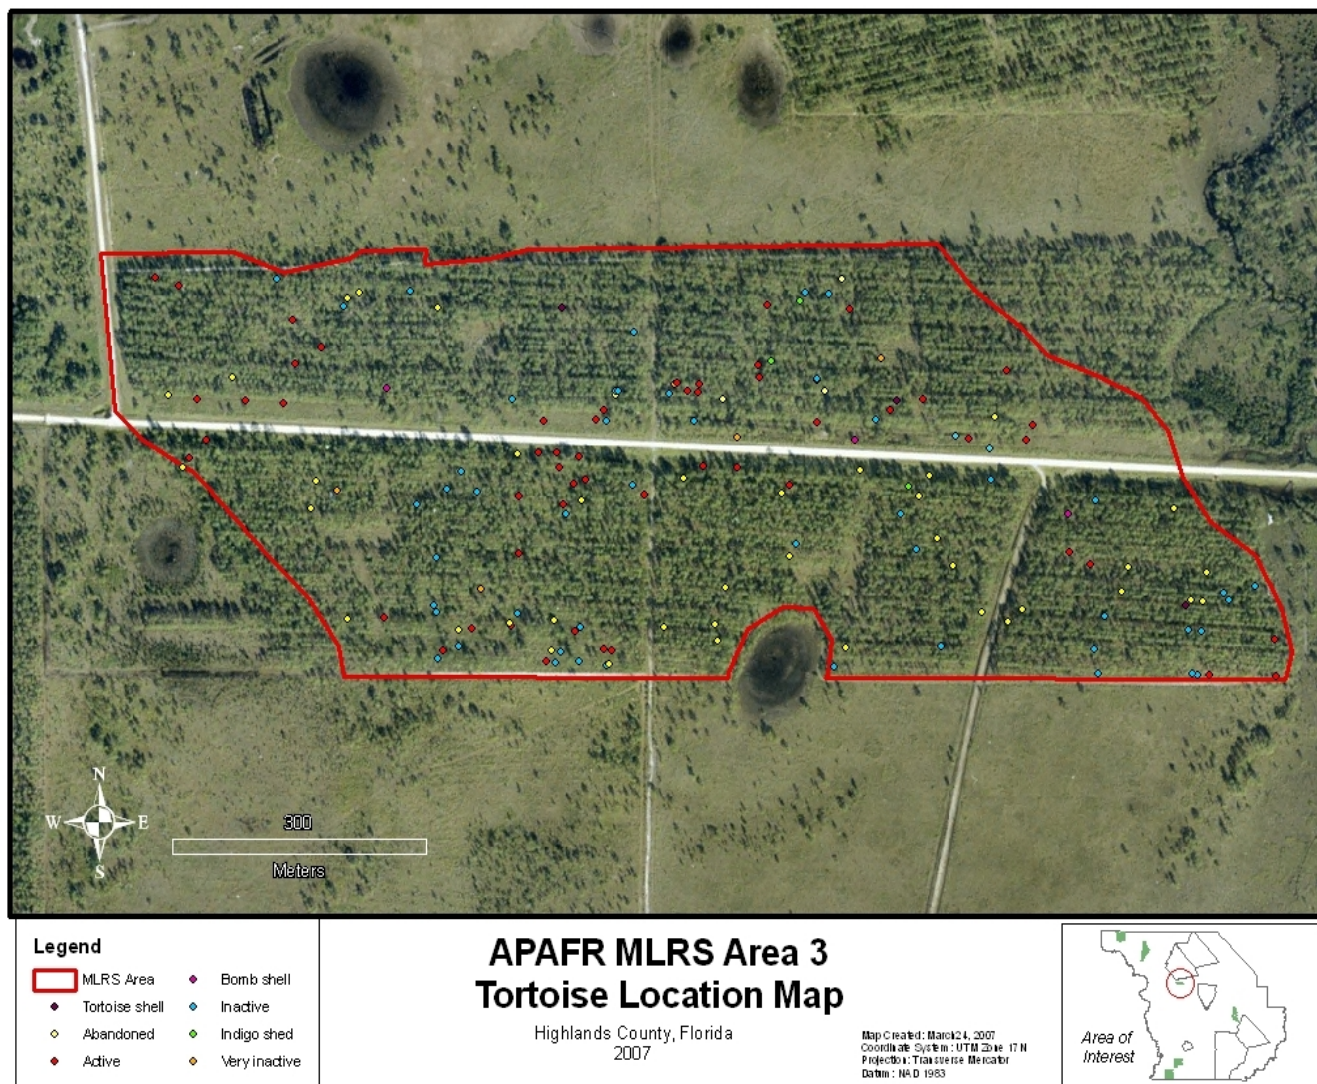 N
W E
S
300
Meters
Legend
MLRS Area
Tortoise shell
Abandoned
Active
Bomb shell
Inactive
Indigo shed
Very inactive
APAFR MLRS Area 3
Tortoise Location Map
Highlands County, Florida
2007
Map Created: March 24, 2007
Coordinate System: UTM Zone 17 N
Projection: Transverse Mercator
Datum: NAD 1983
Area of
Interest